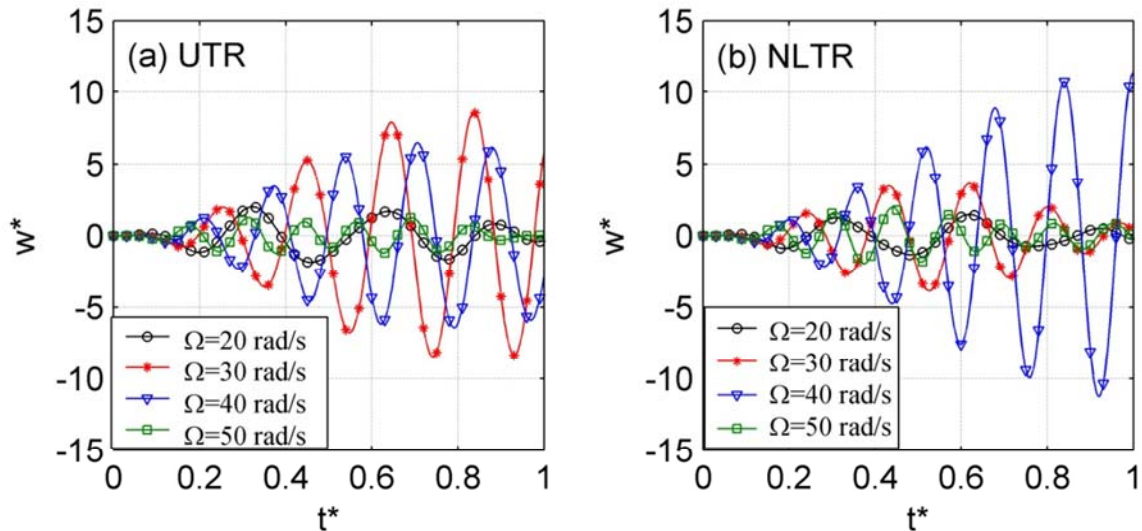 (a) UTR
15
10
5
0
-5
-10
-15
w*
Ω=20 rad/s
Ω=30 rad/s
Ω=40 rad/s
Ω=50 rad/s
0 0.2 0.4 0.6 0.8 1
t*
(b) NLTR
15
10
5
0
-5
-10
-15
w*
Ω=20 rad/s
Ω=30 rad/s
Ω=40 rad/s
Ω=50 rad/s
0 0.2 0.4 0.6 0.8 1
t*